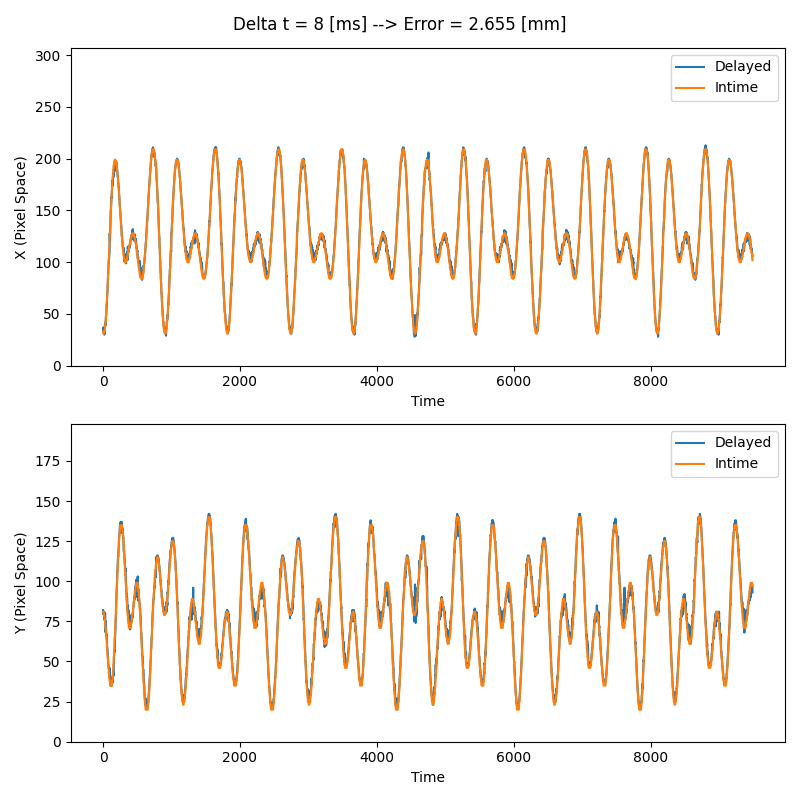 Delta t = 8 [ms] --> Error = 2.655 [mm]
300
250
200
150
100
50
0
X (Pixel Space)
Delayed
Intime
0 2000 4000 6000 8000
Time
175
150
125
100
75
50
25
0
Y (Pixel Space)
Delayed
Intime
0 2000 4000 6000 8000
Time